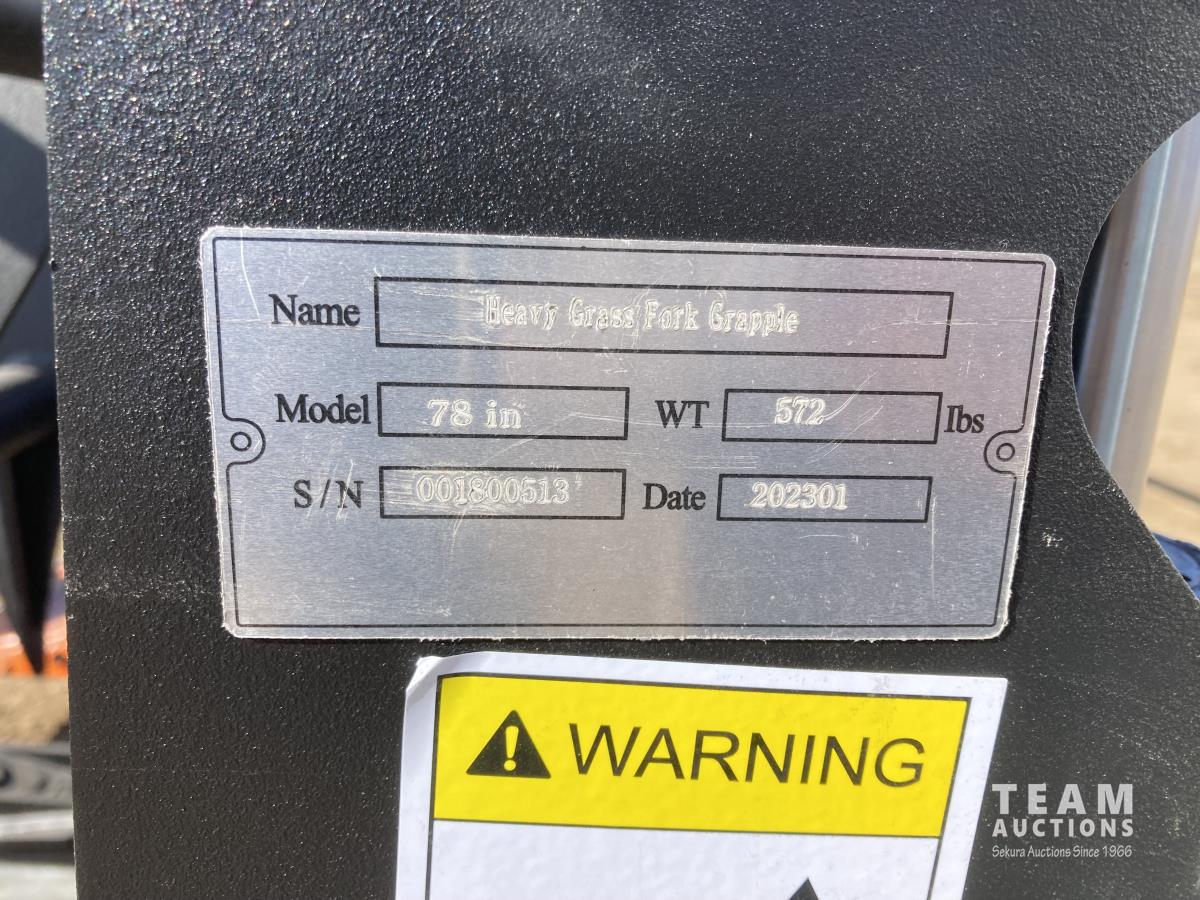 Name Heavy Grass Fork Grapple
Model 78 in WT 572 Ibs
S/N 001800513 Date 202301
WARNING
TEAM
AUCTIONS
Sekura Auctions Since 1966